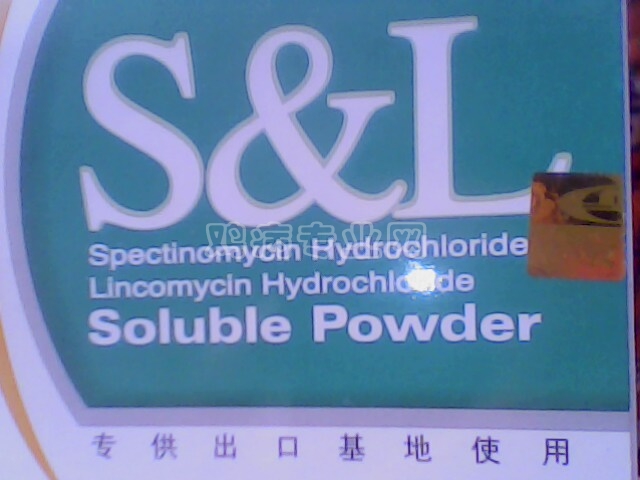 S&L
Spectinomycin Hydrochloride
Lincomycin Hydrochloride
Soluble Powder
专供出口基地使用